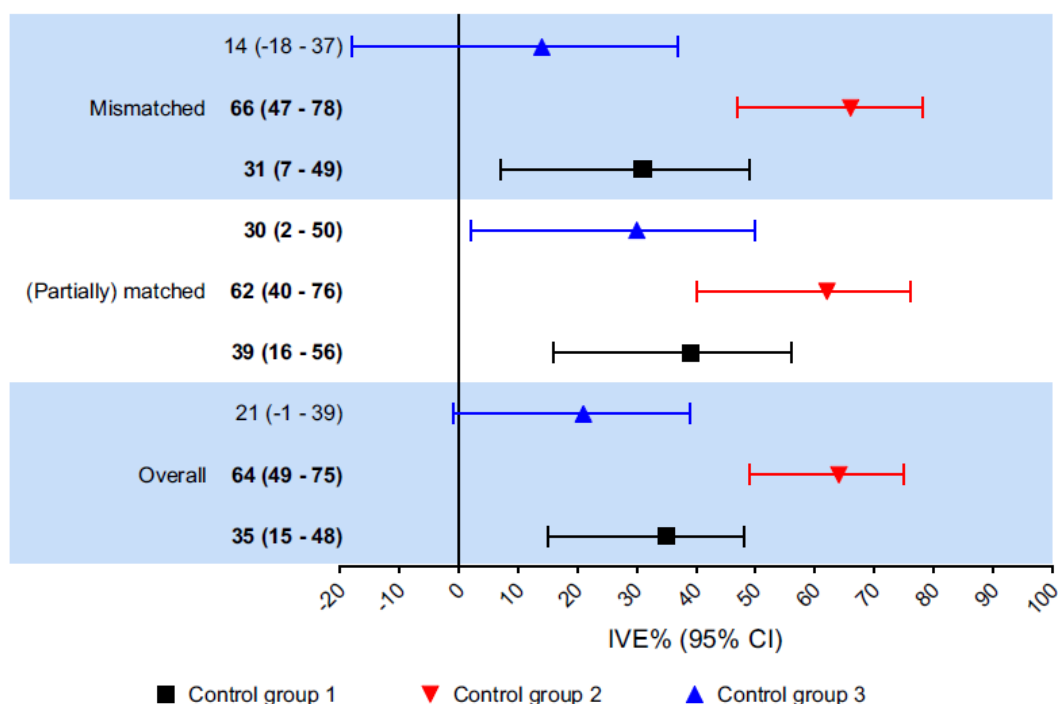 14 (-18 - 37)
Mismatched 66 (47 - 78)
31 (7 - 49)
30 (2 - 50)
(Partially) matched 62 (40 - 76)
39 (16 - 56)
21 (-1 - 39)
Overall 64 (49 - 75)
35 (15 - 48)
-20 -10 0 10 20 30 40 50 60 70 80 90 100
IVE% (95% CI)
Control group 1 Control group 2 Control group 3